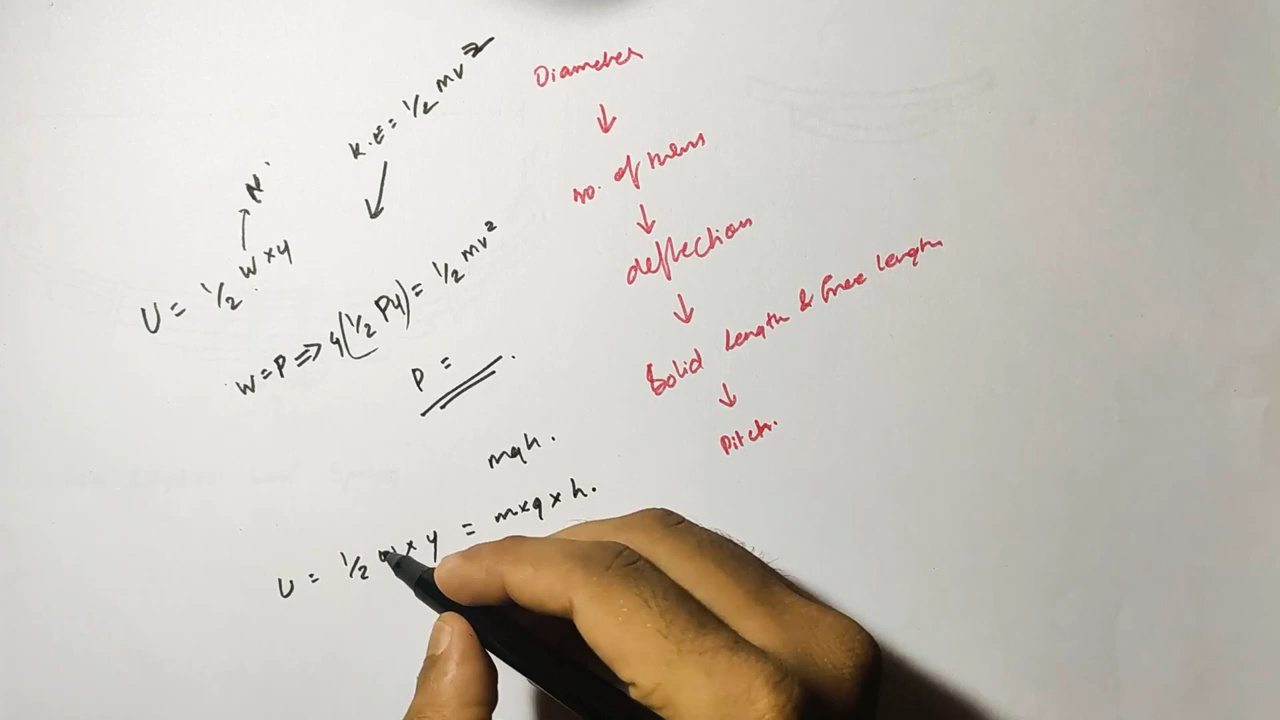 K.E = 1/2 mv²
N
U = 1/2 W × y
W = P => 4(1/2 Py) = 1/2 mv²
P =
mgh.
U = 1/2 W × y = m×g×h.
Diameter
↓
no. of turns
↓
deflection
↓
Solid Length & Free Length
↓
Pitch.